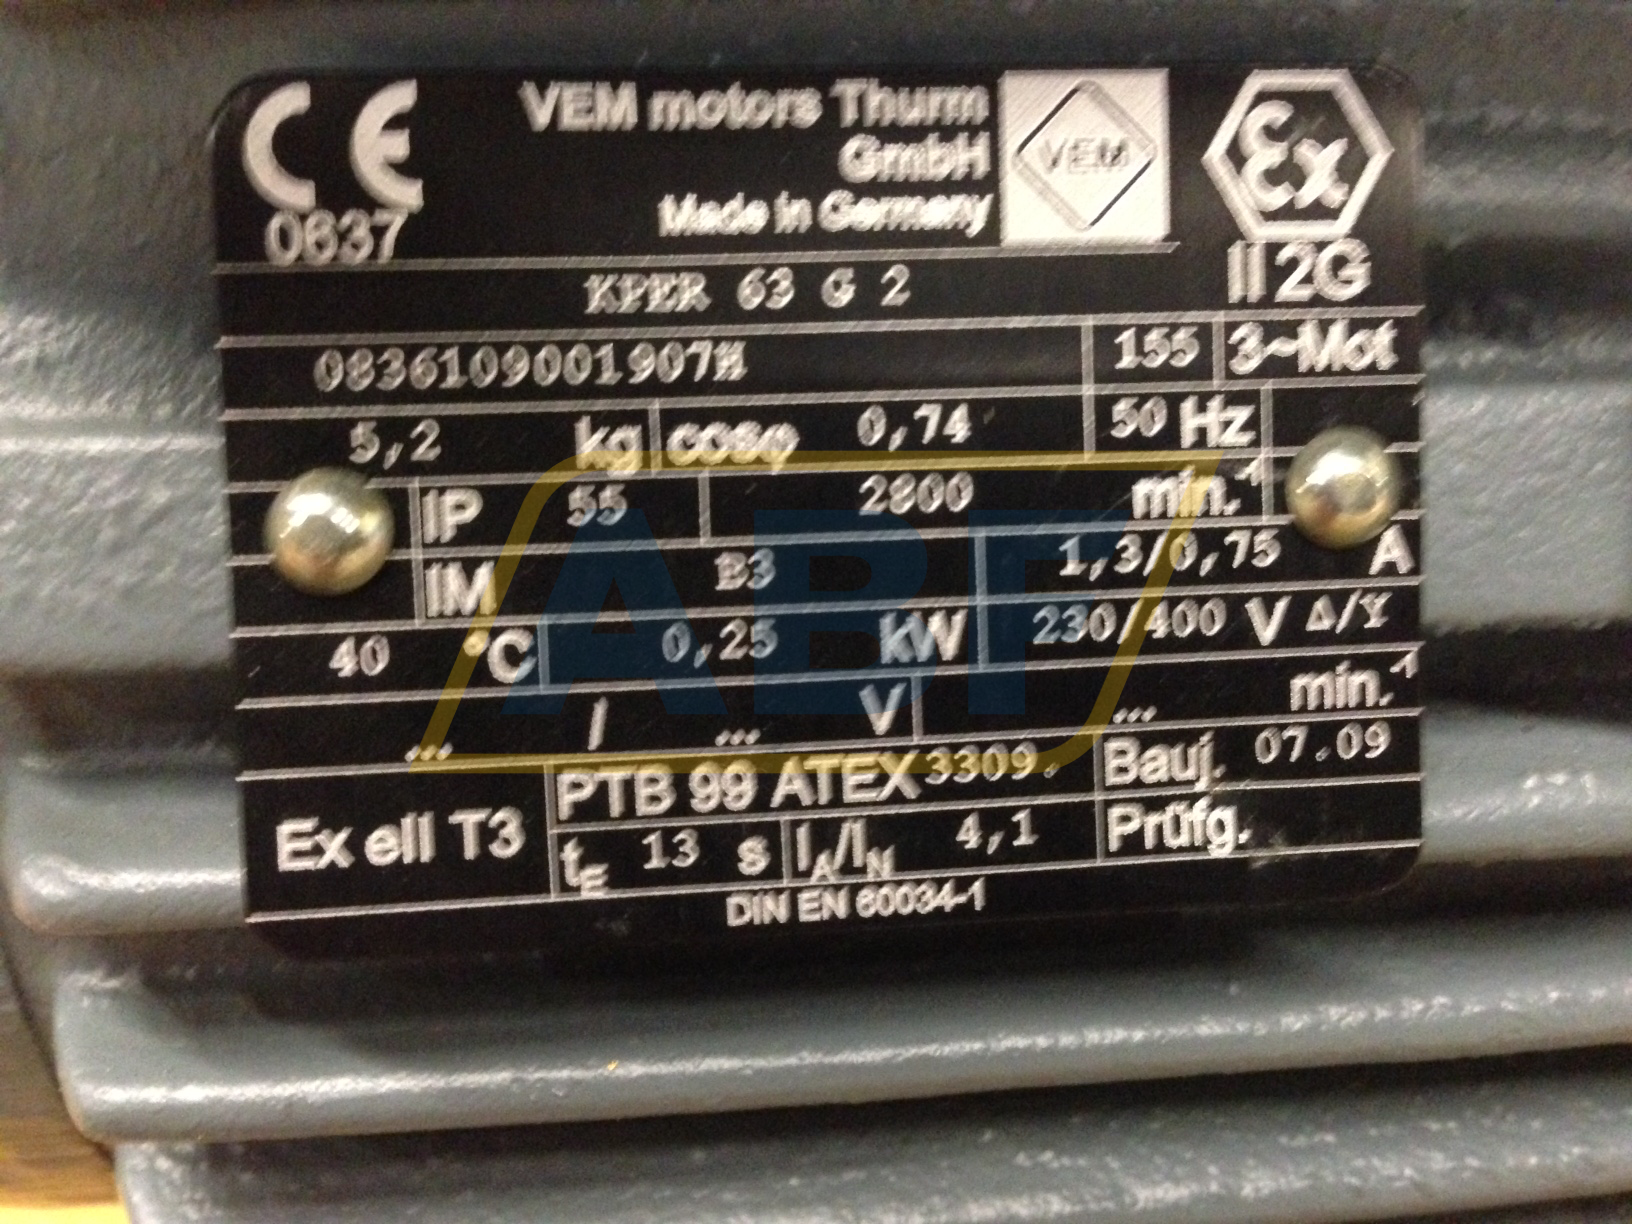 CE
0637
VEM motors Thurm
GmbH
Made in Germany
VEM
εx
II 2G
KPER 63 G 2
0836109001907H 155 3~Mot
5,2 kg cosφ 0,74 50 Hz
IP 55 2800 min.-1
IM B3 1,3/0,75 A
40 °C 0,25 kW 230/400 V Δ/Y
... / ... V ... min.-1
Ex eII T3 PTB 99 ATEX 3309. Bauj. 07.09
tE 13 s IA/IN 4,1 Prüfg.
DIN EN 60034-1
ABF